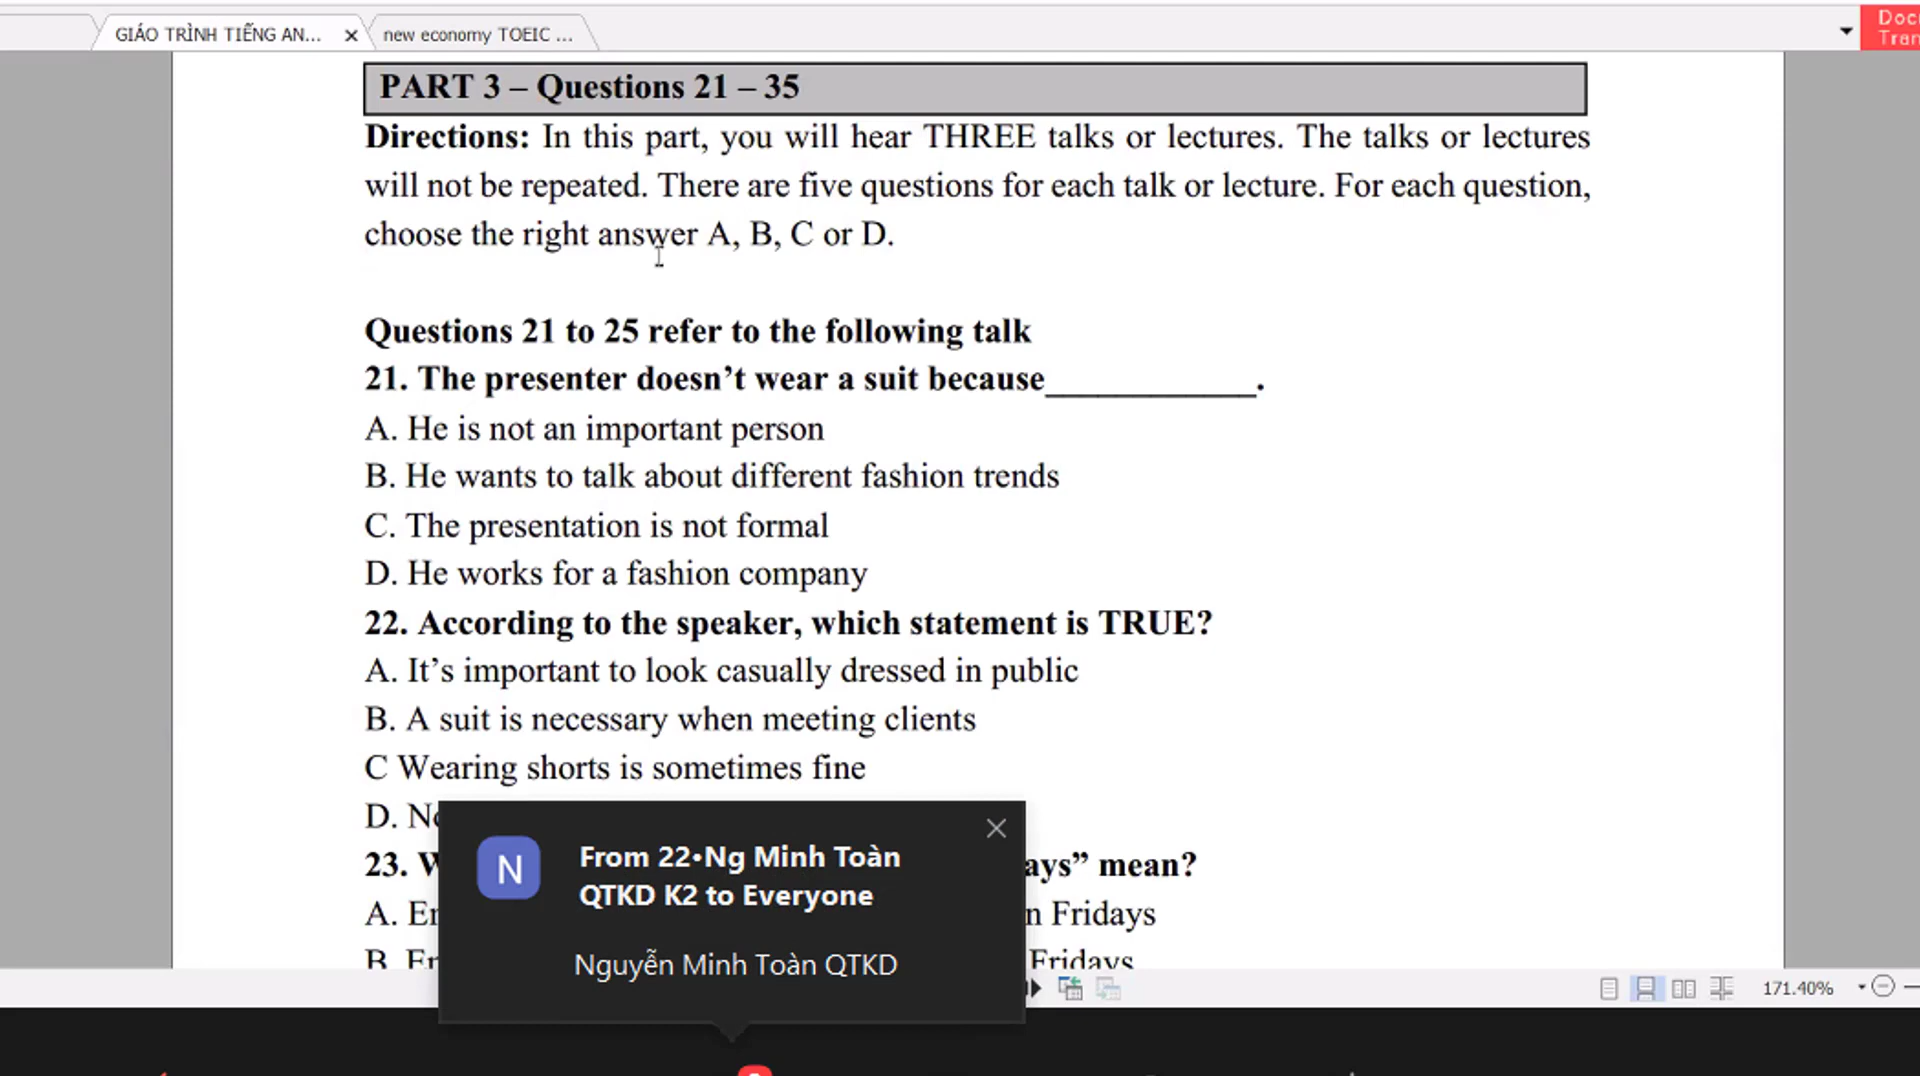 GIÁO TRÌNH TIẾNG AN...
new economy TOEIC ...
PART 3 – Questions 21 – 35
Directions: In this part, you will hear THREE talks or lectures. The talks or lectures
will not be repeated. There are five questions for each talk or lecture. For each question,
choose the right answer A, B, C or D.
Questions 21 to 25 refer to the following talk
21. The presenter doesn’t wear a suit because____________.
A. He is not an important person
B. He wants to talk about different fashion trends
C. The presentation is not formal
D. He works for a fashion company
22. According to the speaker, which statement is TRUE?
A. It’s important to look casually dressed in public
B. A suit is necessary when meeting clients
C Wearing shorts is sometimes fine
D.
23. mean?
A. Fridays
B. Fridays
From 22•Ng Minh Toàn
QTKD K2 to Everyone
Nguyễn Minh Toàn QTKD
N
171.40%